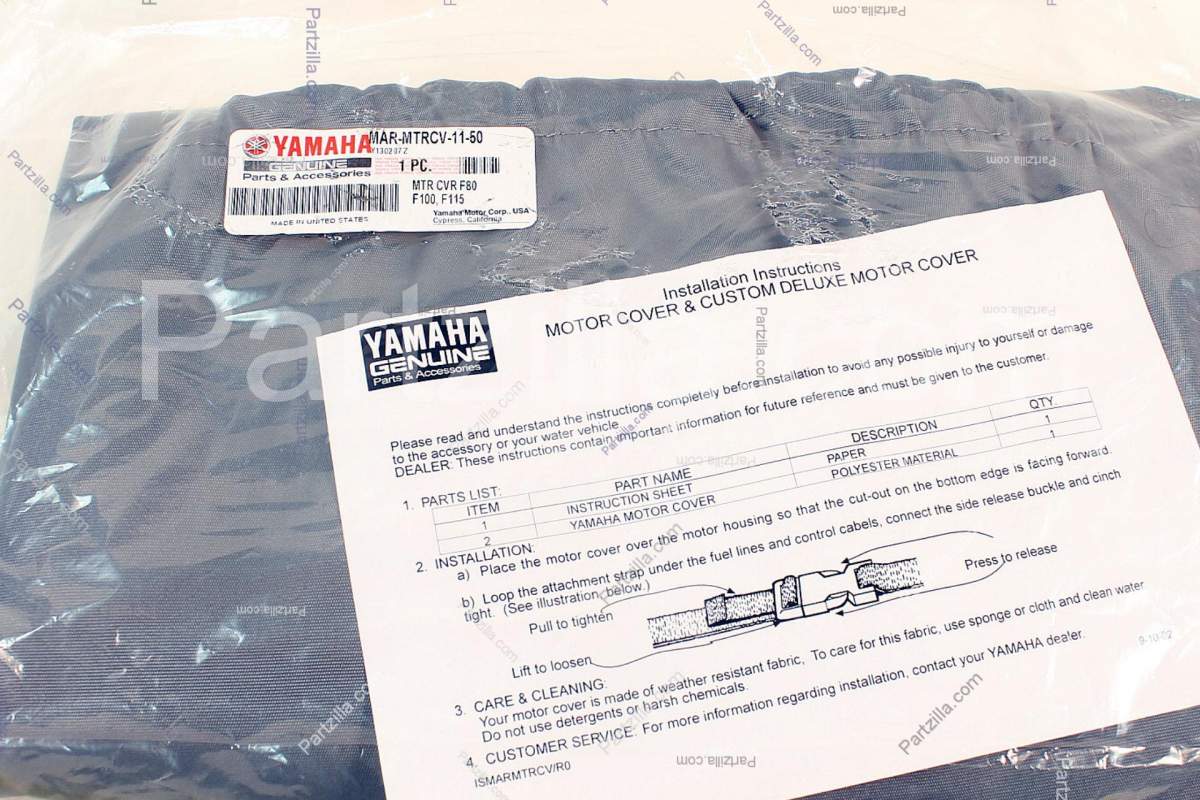 YAMAHA
GENUINE
Parts & Accessories
MAR-MTRCV-11-50
1 PC.
MTR CVR F80
F100, F115
MADE IN UNITED STATES
Yamaha Motor Corp., USA
Cypress, California
Partzilla.com
YAMAHA
GENUINE
Parts & Accessories
Installation Instructions
MOTOR COVER & CUSTOM DELUXE MOTOR COVER
Please read and understand the instructions completely before installation to avoid any possible injury to yourself or damage
to the accessory or your water vehicle.
DEALER: These instructions contain important information for future reference and must be given to the customer.
1. PARTS LIST:
ITEM PART NAME DESCRIPTION QTY.
1 INSTRUCTION SHEET PAPER 1
2 YAMAHA MOTOR COVER POLYESTER MATERIAL 1
2. INSTALLATION:
a) Place the motor cover over the motor housing so that the cut-out on the bottom edge is facing forward.
b) Loop the attachment strap under the fuel lines and control cabels, connect the side release buckle and cinch
tight. (See illustration below.)
Pull to tighten
Press to release
Lift to loosen
3. CARE & CLEANING:
Your motor cover is made of weather resistant fabric. To care for this fabric, use sponge or cloth and clean water
Do not use detergents or harsh chemicals.
4. CUSTOMER SERVICE: For more information regarding installation, contact your YAMAHA dealer.
ISMARMTRCV/R0
9-10-02